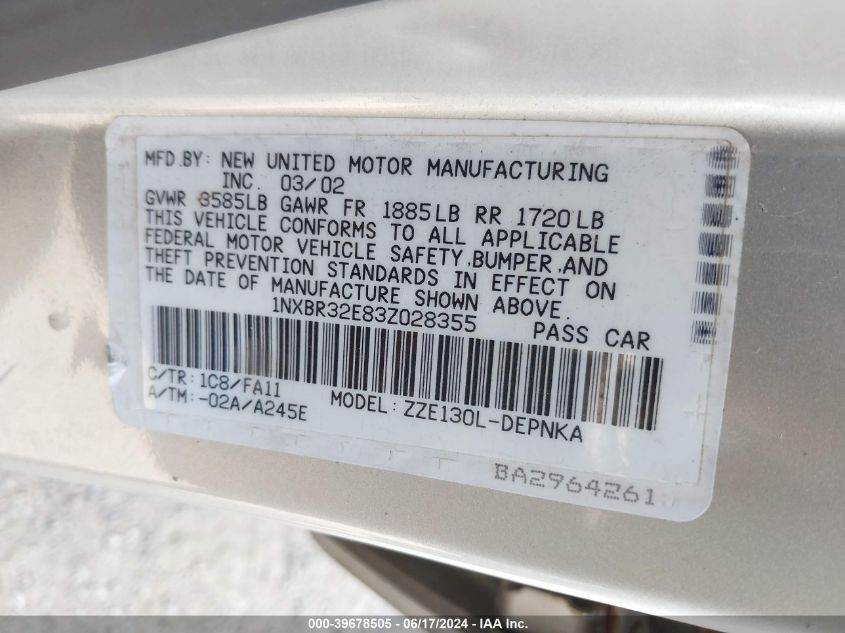 MFD.BY: NEW UNITED MOTOR MANUFACTURING
INC. 03/02
GVWR 3585LB GAWR FR 1885LB RR 1720LB
THIS VEHICLE CONFORMS TO ALL APPLICABLE
FEDERAL MOTOR VEHICLE SAFETY,BUMPER,AND
THEFT PREVENTION STANDARDS IN EFFECT ON
THE DATE OF MANUFACTURE SHOWN ABOVE.
1NXBR32E83Z028355 PASS CAR
C/TR:1C8/FA11
A/TM:-02A/A245E MODEL:ZZE130L-DEPNKA
BA2964261
000-39678505 - 06/17/2024 - IAA Inc.